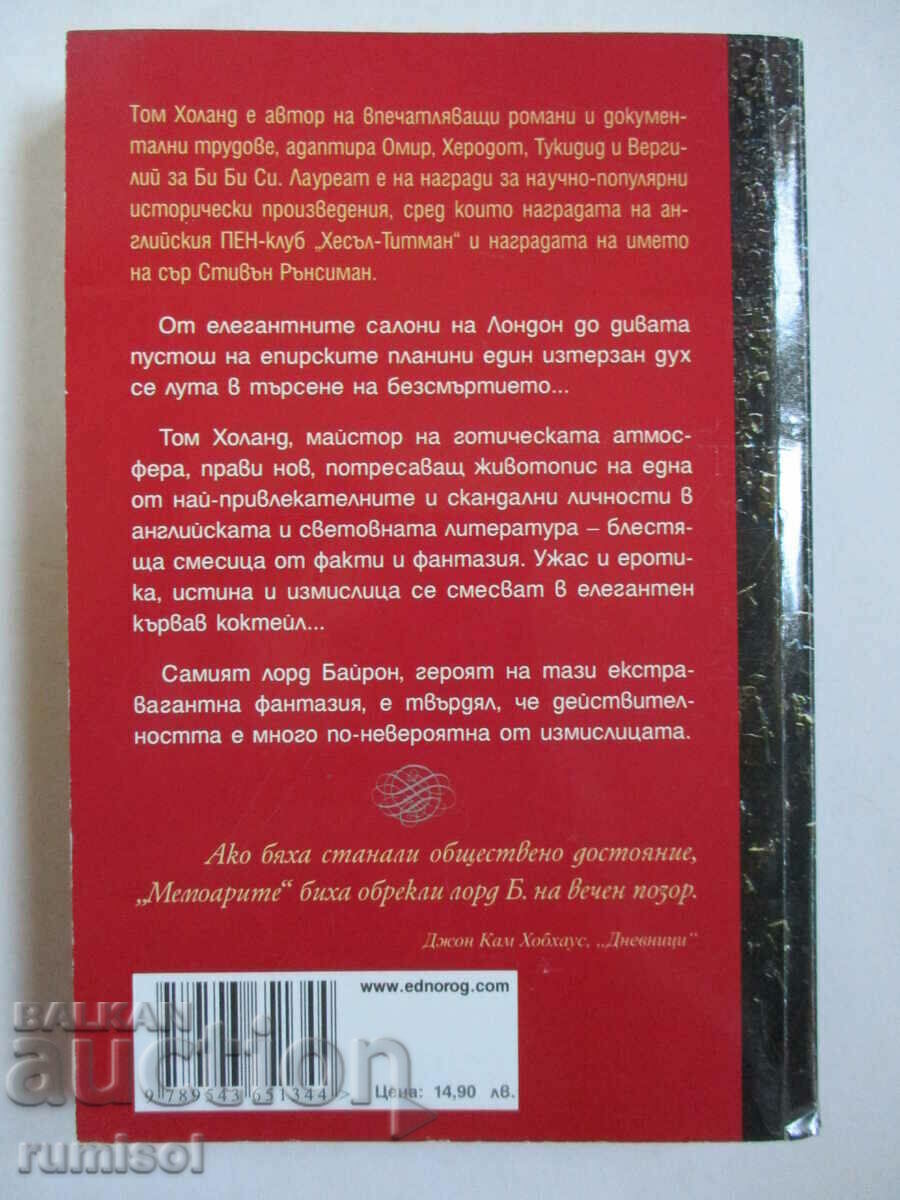 Том Холанд е автор на впечатляващи романи и докумен-
тални трудове, адаптира Омир, Херодот, Тукидид и Верги-
лий за Би Би Си. Лауреат е на награди за научно-популярни
исторически произведения, сред които наградата на ан-
глийския ПЕН-клуб „Хесъл-Титман“ и наградата на името
на сър Стивън Рънсиман.
От елегантните салони на Лондон до дивата
пустош на епирските планини един изтерзан дух
се лута в търсене на безсмъртието...
Том Холанд, майстор на готическата атмос-
фера, прави нов, потресаващ животопис на една
от най-привлекателните и скандални личности в
английската и световната литература – блестя-
ща смесица от факти и фантазия. Ужас и ероти-
ка, истина и измислица се смесват в елегантен
кървав коктейл...
Самият лорд Байрон, героят на тази екстра-
вагантна фантазия, е твърдял, че действител-
ността е много по-невероятна от измислицата.
Ако бяха станали обществено достояние,
„Мемоарите“ биха обрекли лорд Б. на вечен позор.
Джон Кам Хобхаус, „Дневници“
www.ednorog.com
9 789543 651344 >
Цена: 14,90 лв.
BALKAN
auction
rumisol